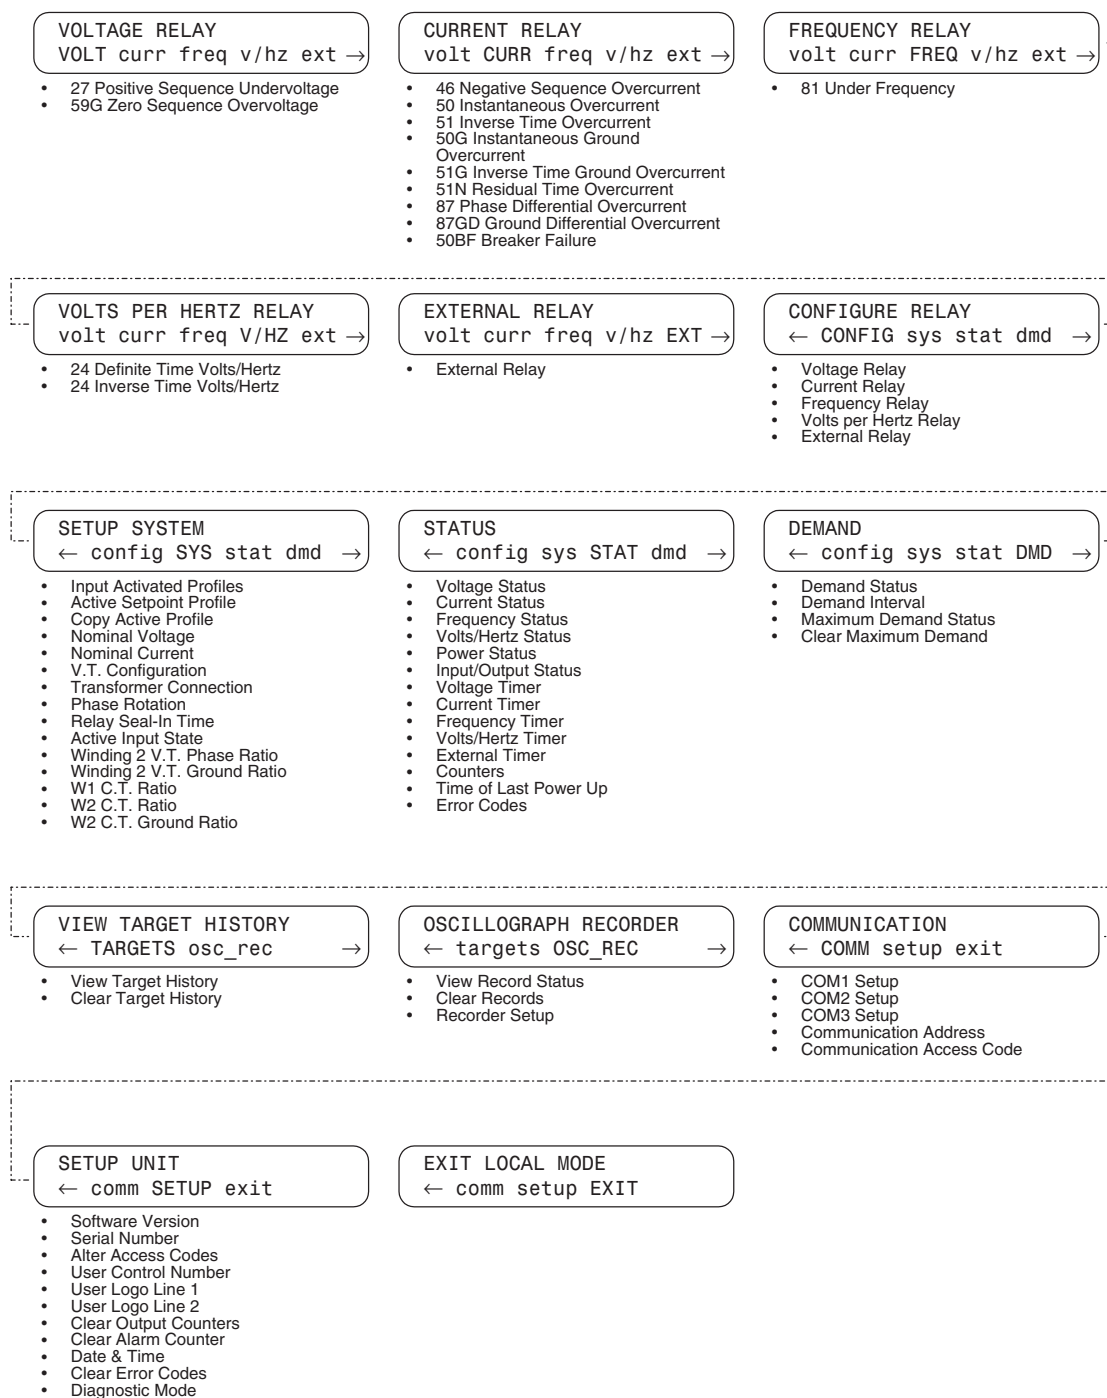 VOLTAGE RELAY
VOLT curr freq v/hz ext →
• 27 Positive Sequence Undervoltage
• 59G Zero Sequence Overvoltage
CURRENT RELAY
volt CURR freq v/hz ext →
• 46 Negative Sequence Overcurrent
• 50 Instantaneous Overcurrent
• 51 Inverse Time Overcurrent
• 50G Instantaneous Ground
Overcurrent
• 51G Inverse Time Ground Overcurrent
• 51N Residual Time Overcurrent
• 87 Phase Differential Overcurrent
• 87GD Ground Differential Overcurrent
• 50BF Breaker Failure
FREQUENCY RELAY
volt curr FREQ v/hz ext →
• 81 Under Frequency
VOLTS PER HERTZ RELAY
volt curr freq V/HZ ext →
• 24 Definite Time Volts/Hertz
• 24 Inverse Time Volts/Hertz
EXTERNAL RELAY
volt curr freq v/hz EXT →
• External Relay
CONFIGURE RELAY
← CONFIG sys stat dmd →
• Voltage Relay
• Current Relay
• Frequency Relay
• Volts per Hertz Relay
• External Relay
SETUP SYSTEM
← config SYS stat dmd →
• Input Activated Profiles
• Active Setpoint Profile
• Copy Active Profile
• Nominal Voltage
• Nominal Current
• V.T. Configuration
• Transformer Connection
• Phase Rotation
• Relay Seal-In Time
• Active Input State
• Winding 2 V.T. Phase Ratio
• Winding 2 V.T. Ground Ratio
• W1 C.T. Ratio
• W2 C.T. Ratio
• W2 C.T. Ground Ratio
STATUS
← config sys STAT dmd →
• Voltage Status
• Current Status
• Frequency Status
• Volts/Hertz Status
• Power Status
• Input/Output Status
• Voltage Timer
• Current Timer
• Frequency Timer
• Volts/Hertz Timer
• External Timer
• Counters
• Time of Last Power Up
• Error Codes
DEMAND
← config sys stat DMD →
• Demand Status
• Demand Interval
• Maximum Demand Status
• Clear Maximum Demand
VIEW TARGET HISTORY
← TARGETS osc_rec →
• View Target History
• Clear Target History
OSCILLOGRAPH RECORDER
← targets OSC_REC →
• View Record Status
• Clear Records
• Recorder Setup
COMMUNICATION
← COMM setup exit
• COM1 Setup
• COM2 Setup
• COM3 Setup
• Communication Address
• Communication Access Code
SETUP UNIT
← comm SETUP exit
• Software Version
• Serial Number
• Alter Access Codes
• User Control Number
• User Logo Line 1
• User Logo Line 2
• Clear Output Counters
• Clear Alarm Counter
• Date & Time
• Clear Error Codes
• Diagnostic Mode
EXIT LOCAL MODE
← comm setup EXIT